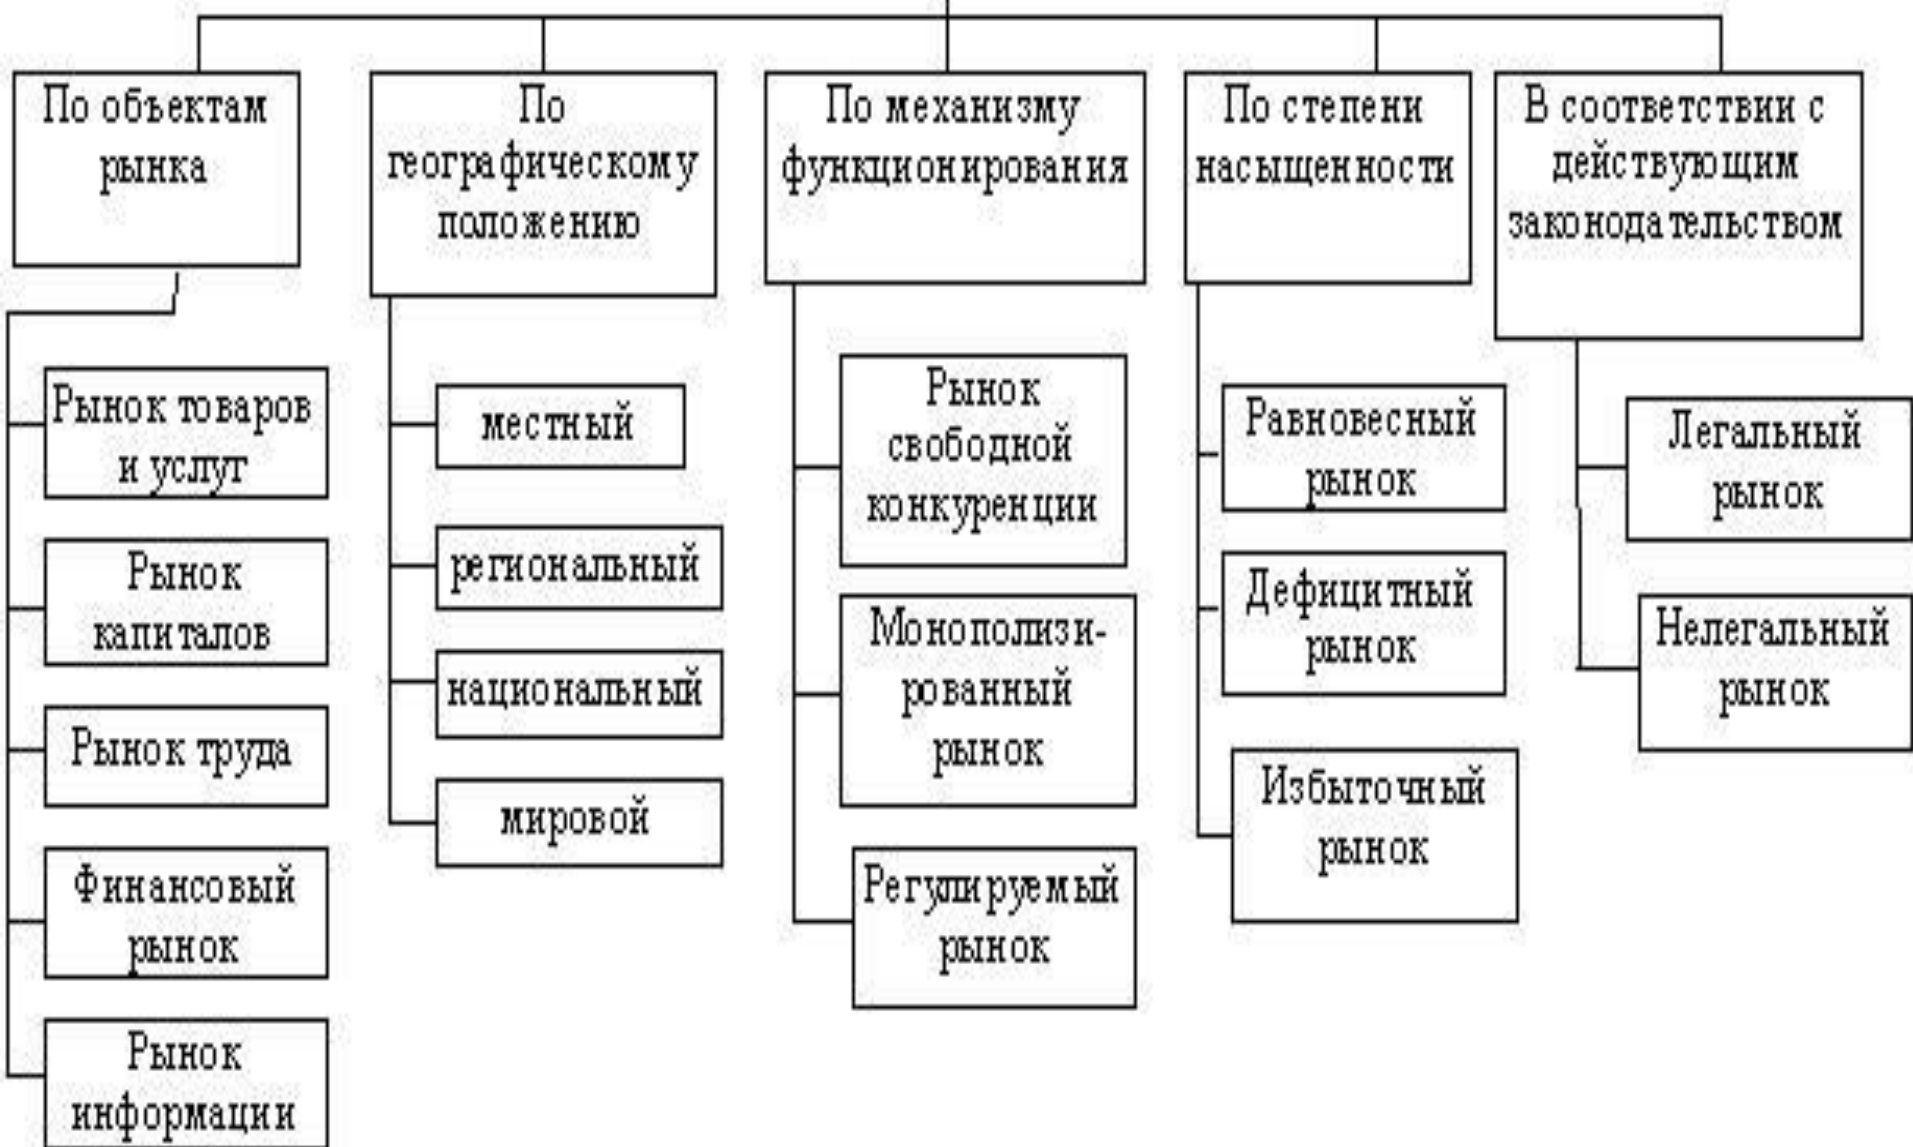 По объектам
рынка
По
географическому
положению
По механизму
функционирования
По степени
насыщенности
В соответствии с
действующим
законодательством
Рынок товаров
и услуг
Рынок
капиталов
Рынок труда
Финансовый
рынок
Рынок
информации
местный
региональный
национальный
мировой
Рынок
свободной
конкуренции
Монополизи-
рованный
рынок
Регулируемый
рынок
Равновесный
рынок
Дефицитный
рынок
Избыточный
рынок
Легальный
рынок
Нелегальный
рынок